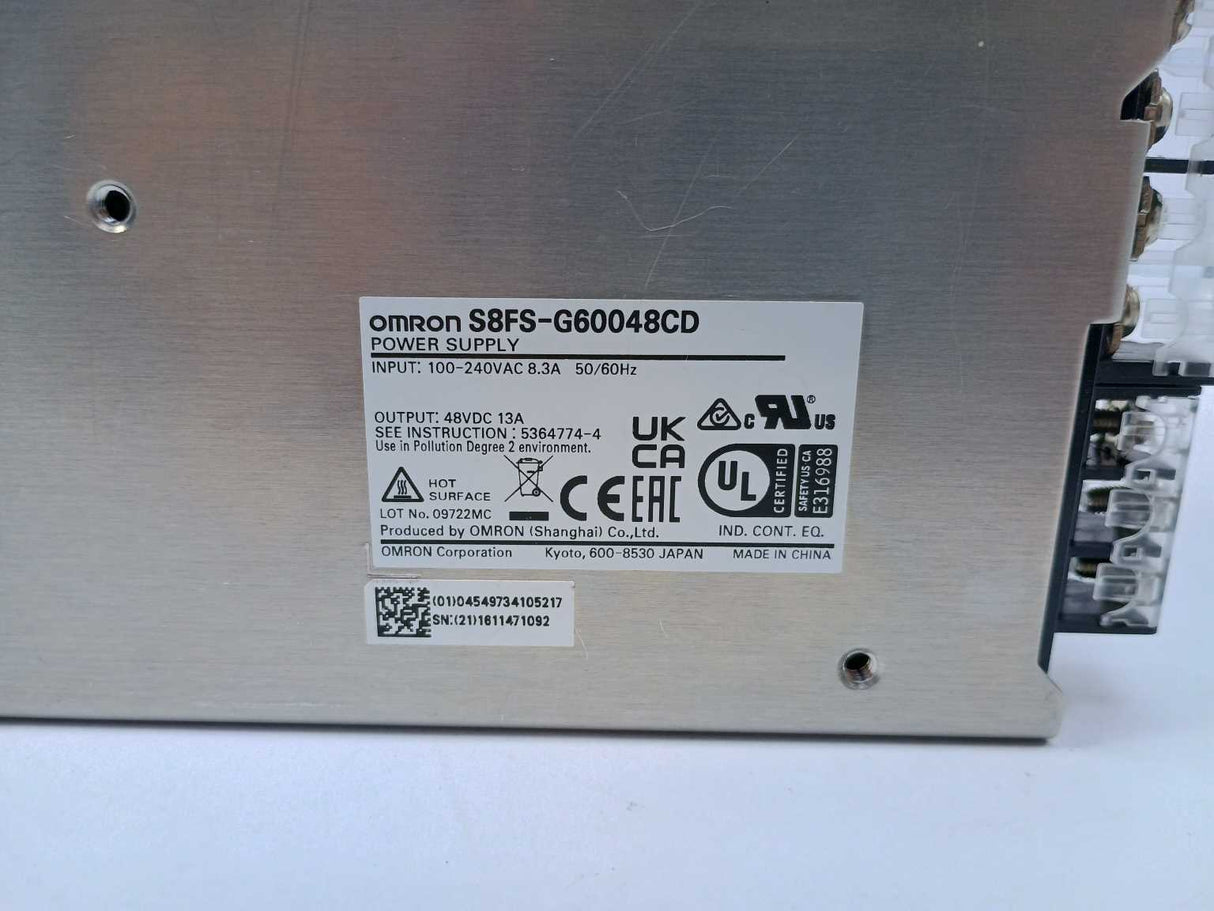 OMRON S8FS-G60048CD
POWER SUPPLY
INPUT: 100-240VAC 8.3A 50/60Hz
OUTPUT: 48VDC 13A
SEE INSTRUCTION : 5364774-4
Use in Pollution Degree 2 environment.
UK
CA
C RU ® US
HOT
SURFACE
CE EAC
UL CERTIFIED
SAFETY US CA
E316988
LOT No. 09722MC
Produced by OMRON (Shanghai) Co.,Ltd.
IND. CONT. EQ.
OMRON Corporation Kyoto, 600-8530 JAPAN MADE IN CHINA
(01)04549734105217
SN:(21)1611471092